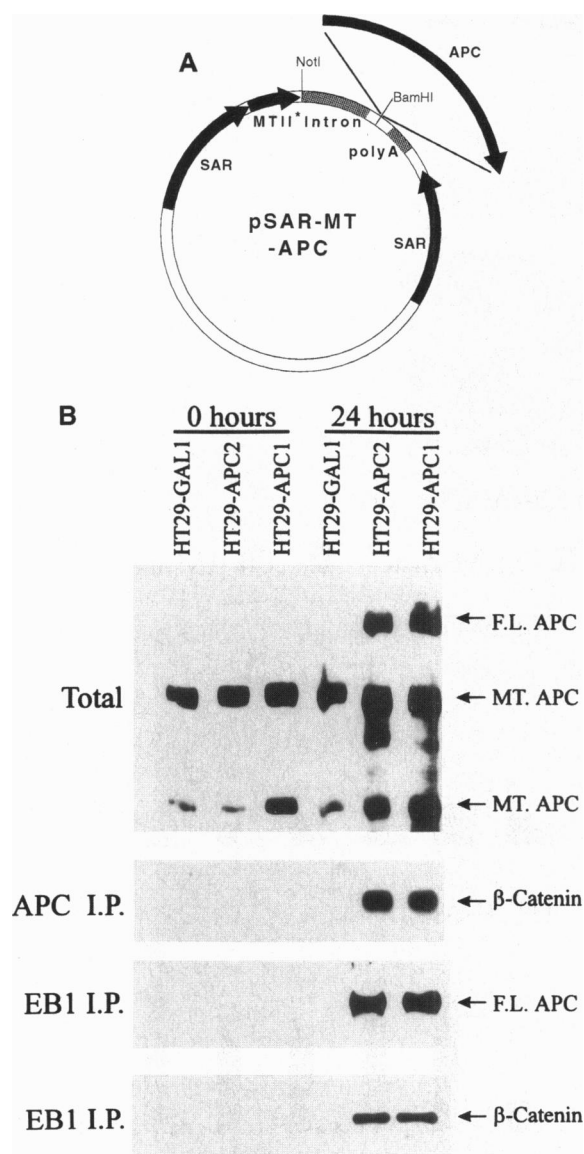 A
APC
NotI
BamHI
MTII* Intron
polyA
SAR
SAR
pSAR-MT
-APC
B
0 hours
24 hours
HT29-GAL1
HT29-APC2
HT29-APC1
HT29-GAL1
HT29-APC2
HT29-APC1
Total
F.L. APC
MT. APC
MT. APC
APC I.P.
β-Catenin
EB1 I.P.
F.L. APC
EB1 I.P.
β-Catenin